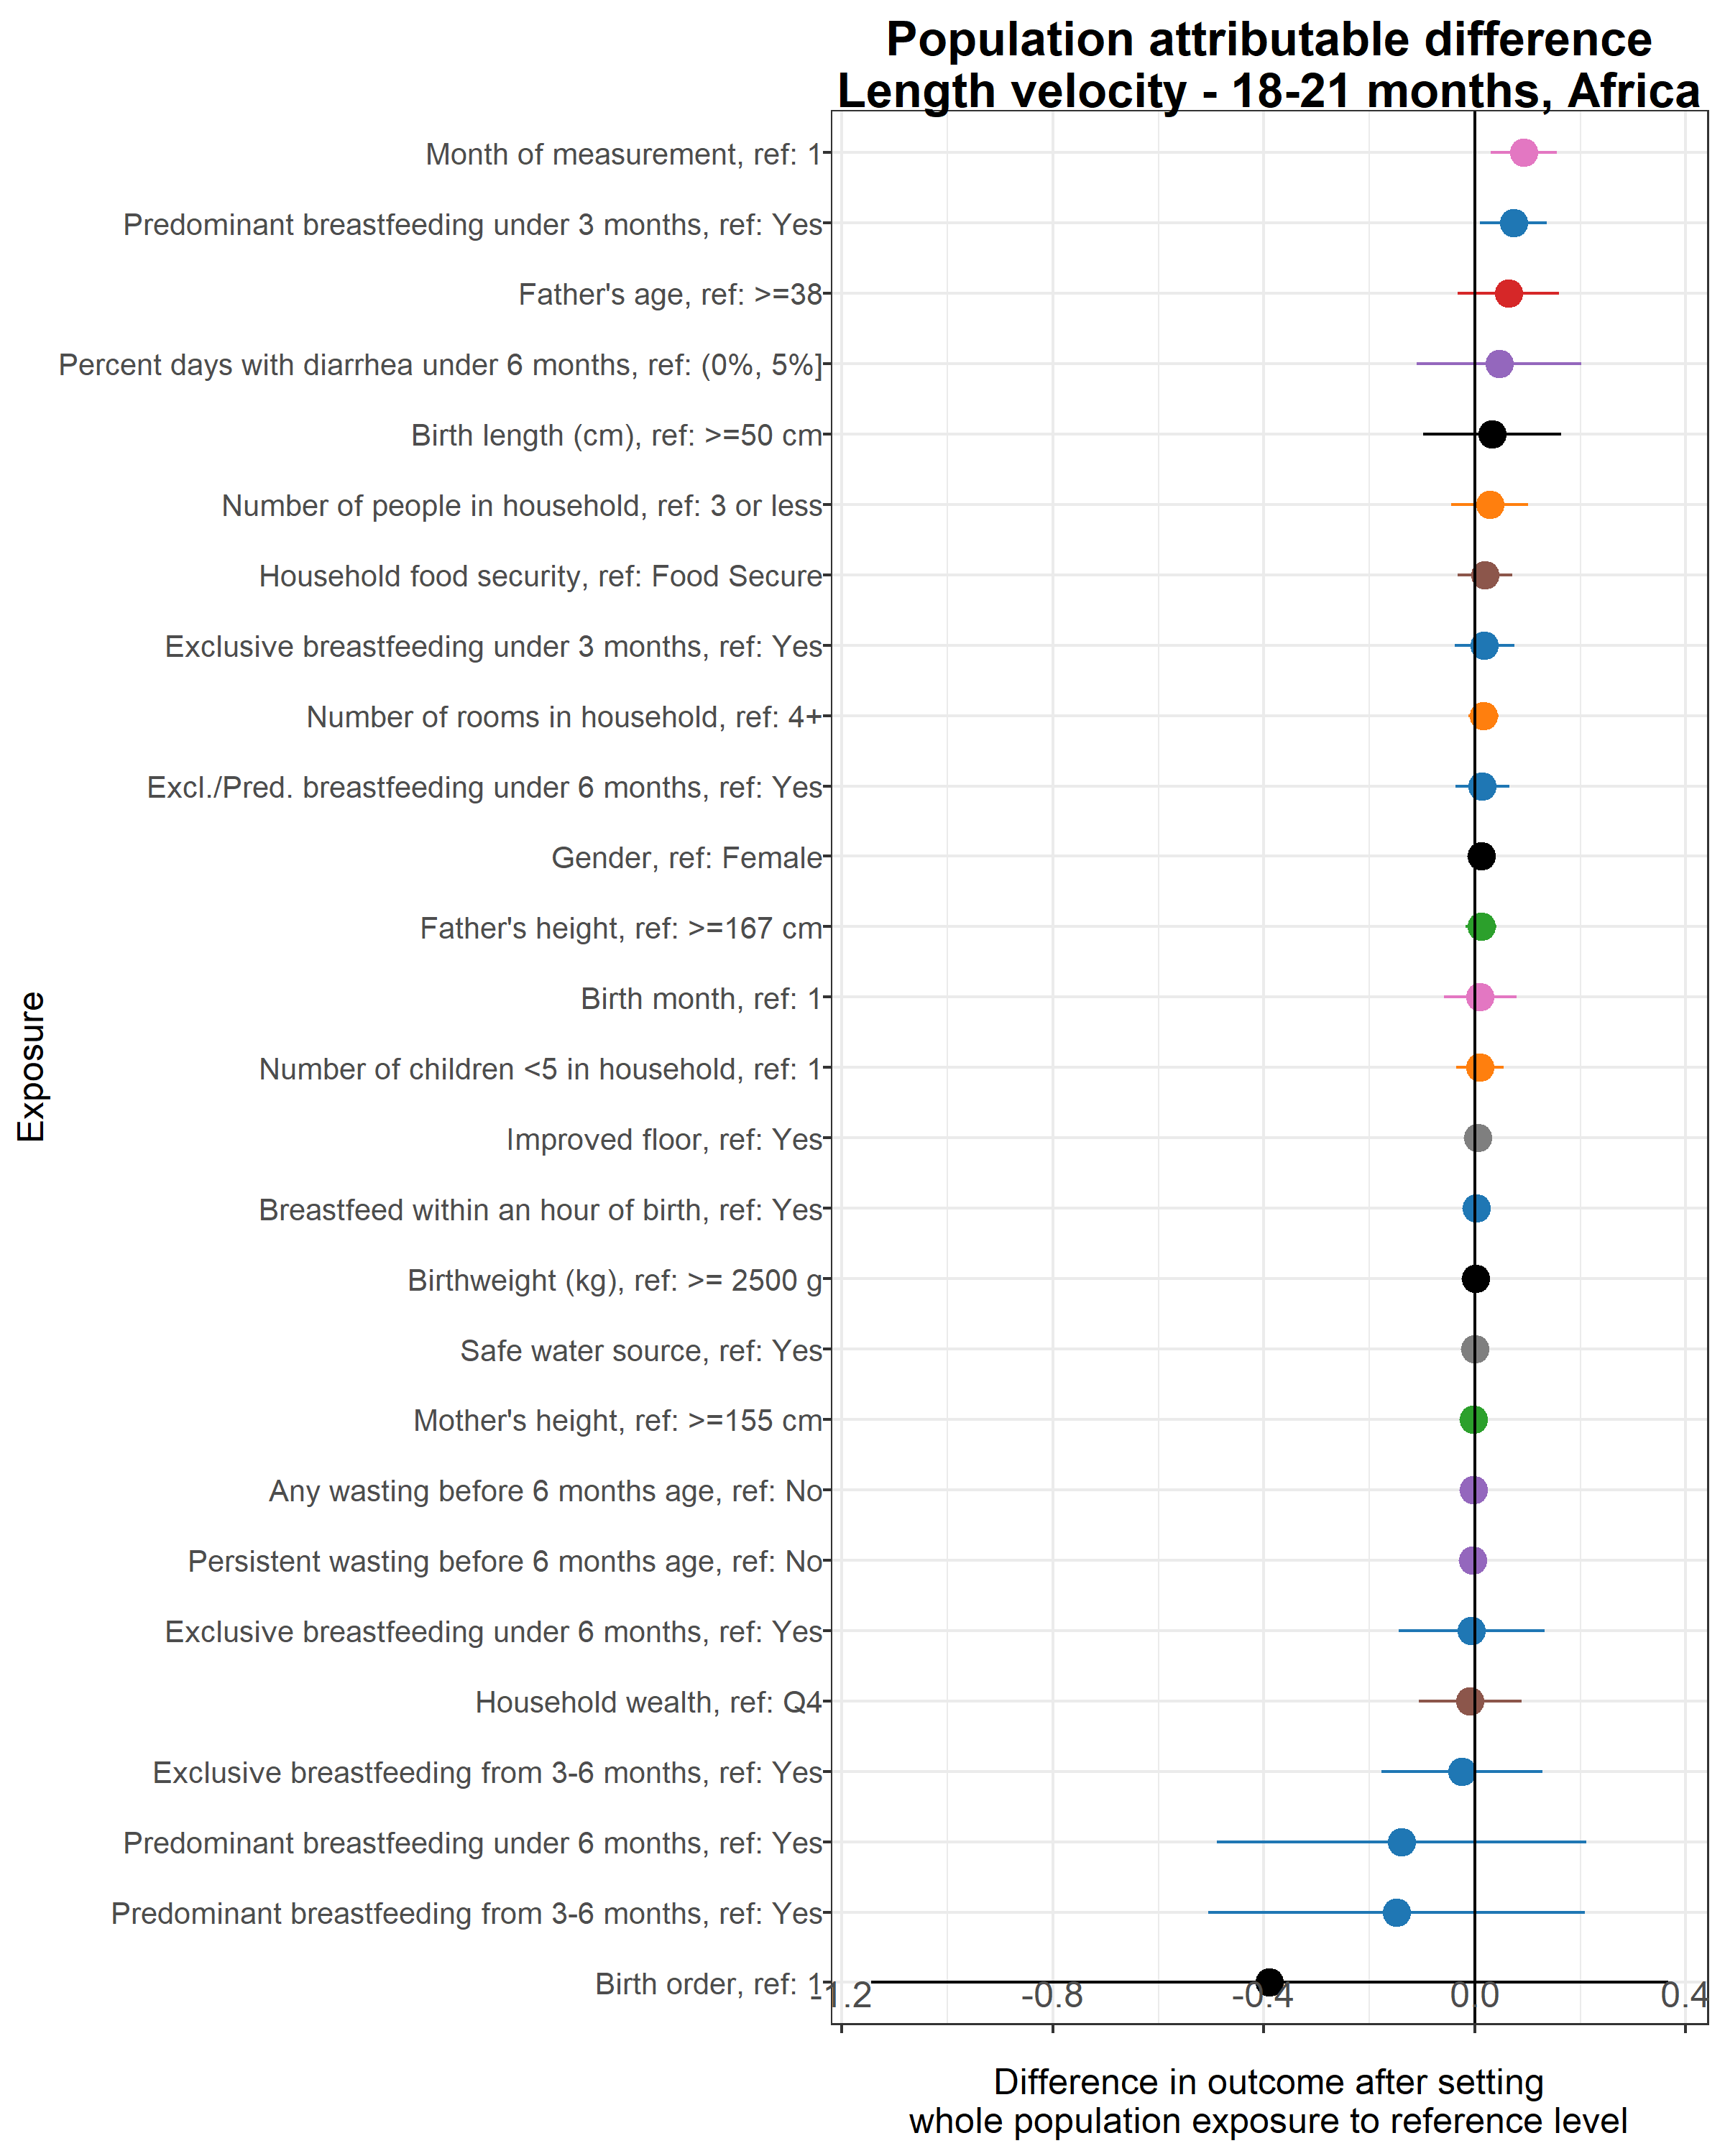 Population attributable difference
Length velocity - 18-21 months, Africa
Month of measurement, ref: 1
Predominant breastfeeding under 3 months, ref: Yes
Father's age, ref: >=38
Percent days with diarrhea under 6 months, ref: (0%, 5%]
Birth length (cm), ref: >=50 cm
Number of people in household, ref: 3 or less
Household food security, ref: Food Secure
Exclusive breastfeeding under 3 months, ref: Yes
Number of rooms in household, ref: 4+
Excl./Pred. breastfeeding under 6 months, ref: Yes
Gender, ref: Female
Father's height, ref: >=167 cm
Birth month, ref: 1
Number of children <5 in household, ref: 1
Improved floor, ref: Yes
Breastfeed within an hour of birth, ref: Yes
Birthweight (kg), ref: >= 2500 g
Safe water source, ref: Yes
Mother's height, ref: >=155 cm
Any wasting before 6 months age, ref: No
Persistent wasting before 6 months age, ref: No
Exclusive breastfeeding under 6 months, ref: Yes
Household wealth, ref: Q4
Exclusive breastfeeding from 3-6 months, ref: Yes
Predominant breastfeeding under 6 months, ref: Yes
Predominant breastfeeding from 3-6 months, ref: Yes
Birth order, ref: 1
Exposure
-1.2 -0.8 -0.4 0.0 0.4
Difference in outcome after setting
whole population exposure to reference level